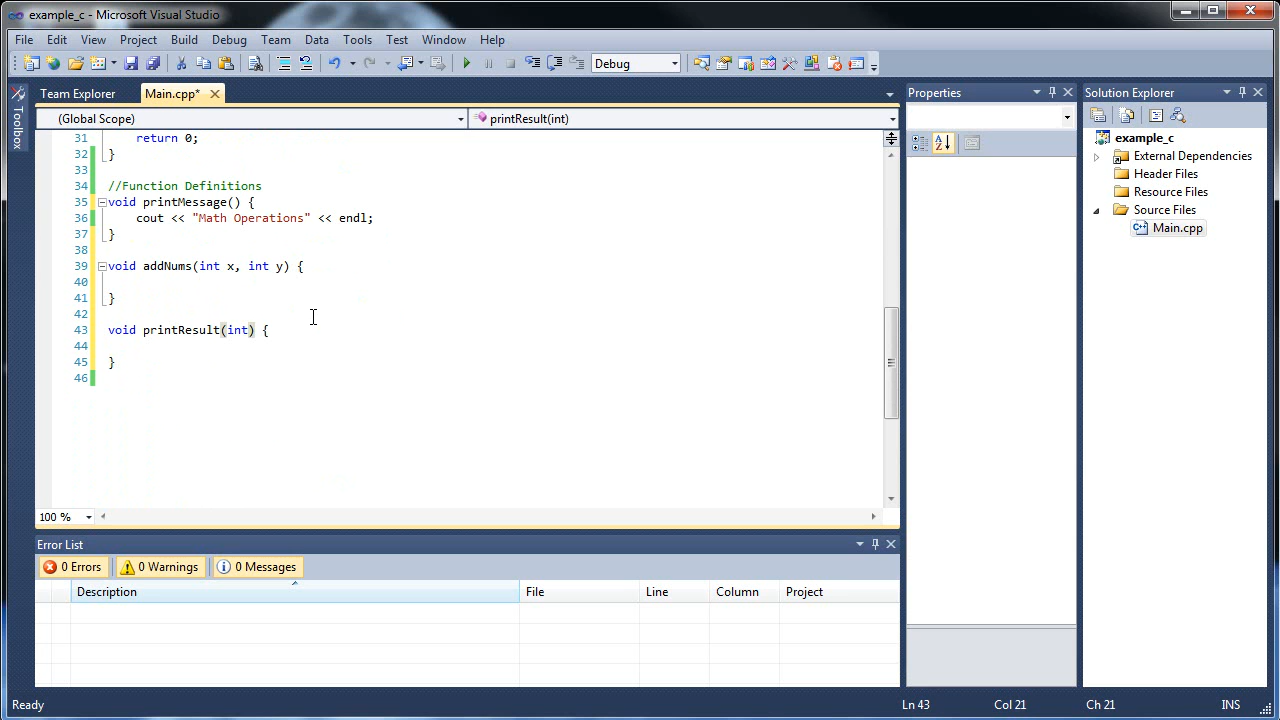 example_c - Microsoft Visual Studio
File Edit View Project Build Debug Team Data Tools Test Window Help
Debug
Toolbox
Team Explorer Main.cpp*
(Global Scope) printResult(int)
31 return 0;
32 }
33
34 //Function Definitions
35 void printMessage() {
36 cout << "Math Operations" << endl;
37 }
38
39 void addNums(int x, int y) {
40
41 }
42
43 void printResult(int) {
44
45 }
46
100 %
Error List
0 Errors 0 Warnings 0 Messages
Description File Line Column Project
Properties
Solution Explorer
example_c
External Dependencies
Header Files
Resource Files
Source Files
Main.cpp
Ready Ln 43 Col 21 Ch 21 INS